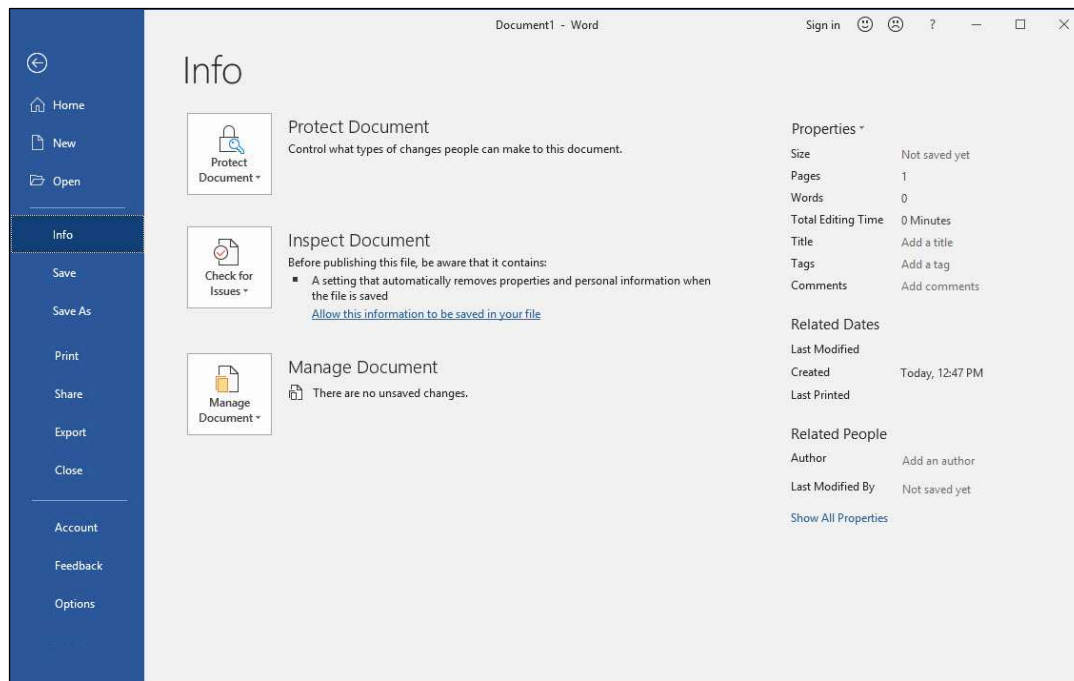 Document1 - Word
Sign in
?
Info
Home
New
Open
Info
Save
Save As
Print
Share
Export
Close
Account
Feedback
Options
Protect
Document
Protect Document
Control what types of changes people can make to this document.
Check for
Issues
Inspect Document
Before publishing this file, be aware that it contains:
▪ A setting that automatically removes properties and personal information when
the file is saved
Allow this information to be saved in your file
Manage
Document
Manage Document
There are no unsaved changes.
Properties
Size Not saved yet
Pages 1
Words 0
Total Editing Time 0 Minutes
Title Add a title
Tags Add a tag
Comments Add comments
Related Dates
Last Modified
Created Today, 12:47 PM
Last Printed
Related People
Author Add an author
Last Modified By Not saved yet
Show All Properties